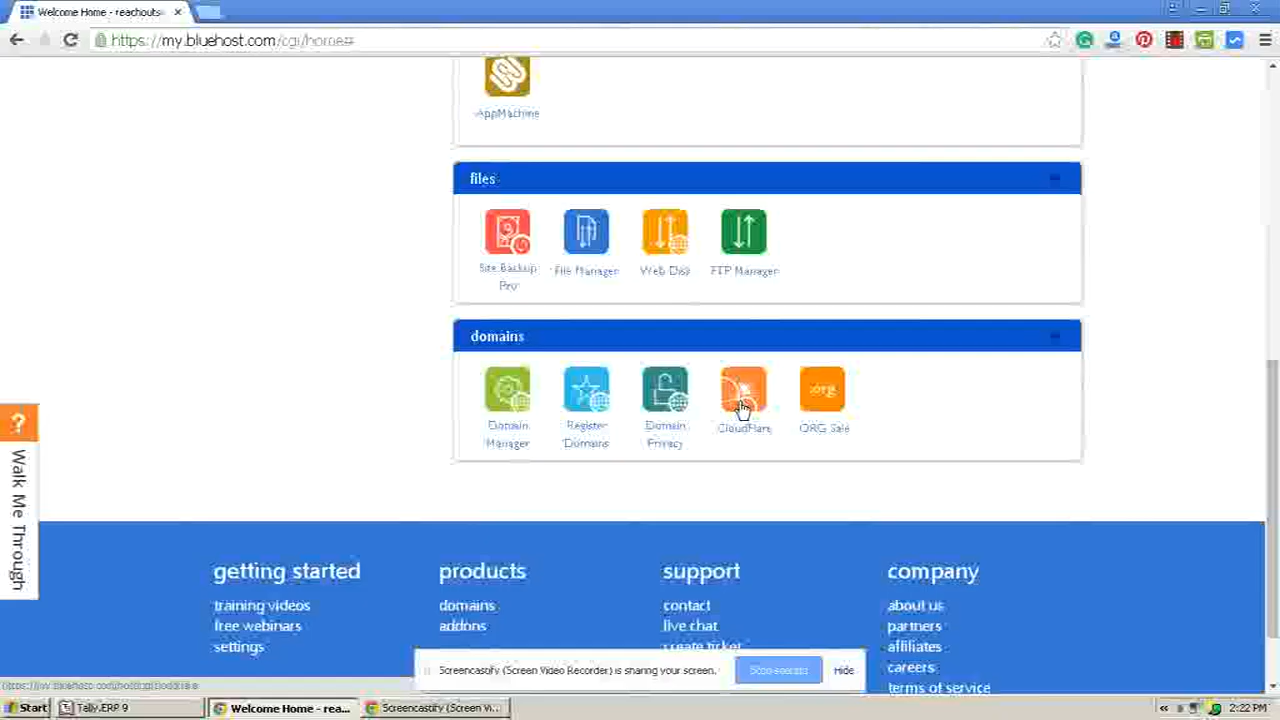 Welcome Home - reachouts
https://my.bluehost.com/cgi/home#
AppMachine
files
Site Backup Pro
File Manager
Web Disk
FTP Manager
domains
.org
Domain Manager
Register Domains
Domain Privacy
CloudFlare
.ORG Sale
?
Walk Me Through
getting started
products
support
company
training videos
domains
contact
about us
free webinars
addons
live chat
partners
settings
create ticket
affiliates
careers
terms of service
Screencastify (Screen Video Recorder) is sharing your screen.
Hide
Start
Tally.ERP 9
Welcome Home - rea...
Screencastify (Screen Vi...
2:22 PM